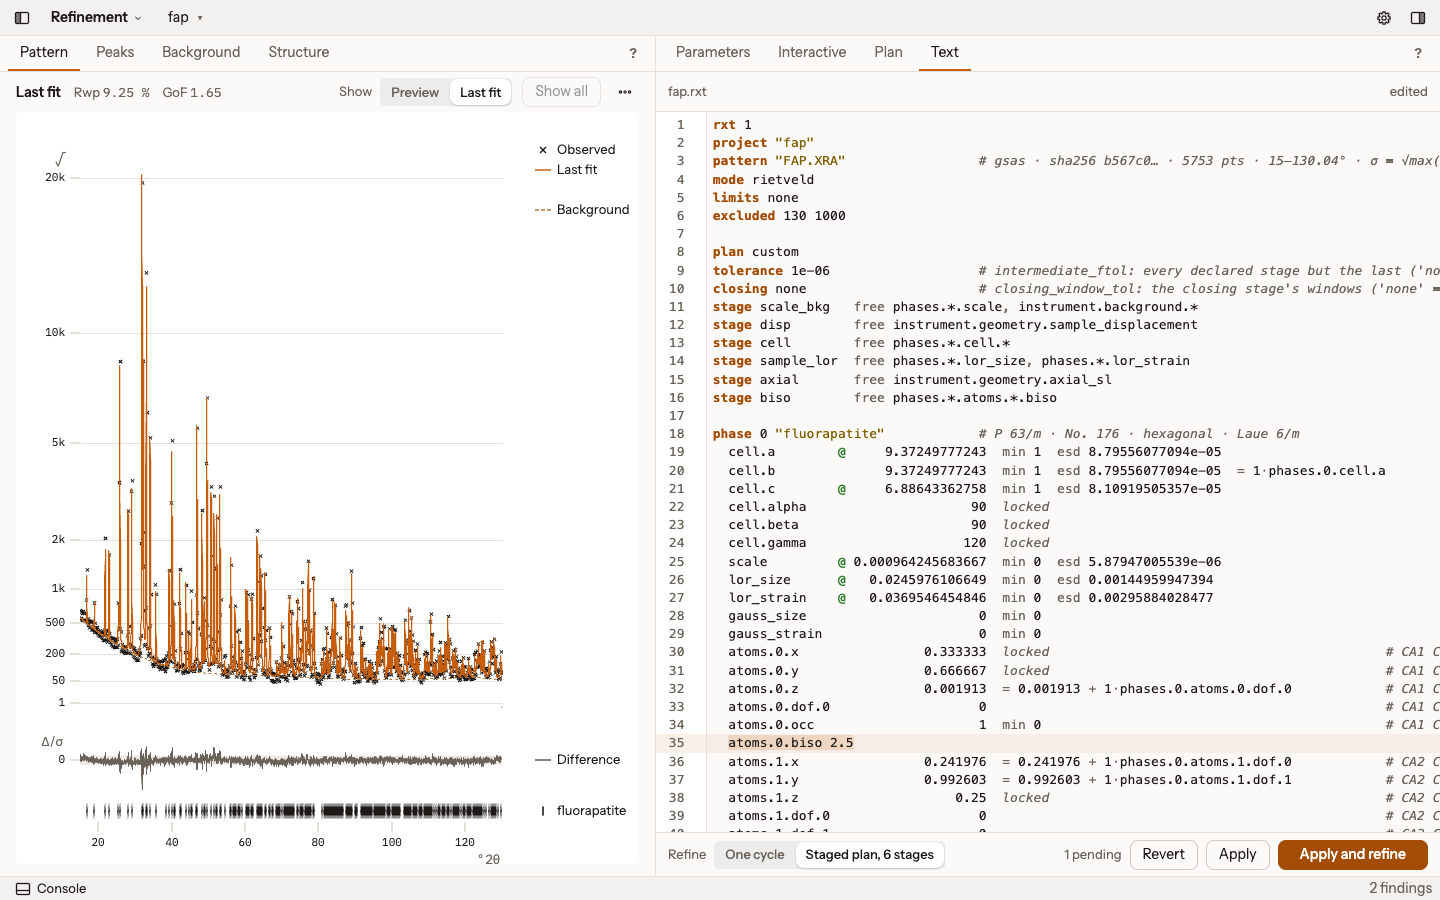 Refinement fap
Pattern Peaks Background Structure ?
Last fit Rwp 9.25 % GoF 1.65 Show Preview Last fit Show all •••
√
20k
10k
5k
2k
1k
500
200
50
1
Δ/σ
0
20 40 60 80 100 120
°2θ
Observed
Last fit
Background
Difference
fluorapatite
Parameters Interactive Plan Text ?
fap.rxt edited
1 rxt 1
2 project "fap"
3 pattern "FAP.XRA" # gsas · sha256 b567c0… · 5753 pts · 15–130.04° · σ = √max(
4 mode rietveld
5 limits none
6 excluded 130 1000
7
8 plan custom
9 tolerance 1e-06 # intermediate_ftol: every declared stage but the last ('no
10 closing none # closing_window_tol: the closing stage's windows ('none' =
11 stage scale_bkg free phases.*.scale, instrument.background.*
12 stage disp free instrument.geometry.sample_displacement
13 stage cell free phases.*.cell.*
14 stage sample_lor free phases.*.lor_size, phases.*.lor_strain
15 stage axial free instrument.geometry.axial_sl
16 stage biso free phases.*.atoms.*.biso
17
18 phase 0 "fluorapatite" # P 63/m · No. 176 · hexagonal · Laue 6/m
19 cell.a @ 9.37249777243 min 1 esd 8.79556077094e-05
20 cell.b 9.37249777243 min 1 esd 8.79556077094e-05 = 1·phases.0.cell.a
21 cell.c @ 6.88643362758 min 1 esd 8.10919505357e-05
22 cell.alpha 90 locked
23 cell.beta 90 locked
24 cell.gamma 120 locked
25 scale @ 0.000964245683667 min 0 esd 5.87947005539e-06
26 lor_size @ 0.0245976106649 min 0 esd 0.00144959947394
27 lor_strain @ 0.0369546454846 min 0 esd 0.00295884028477
28 gauss_size 0 min 0
29 gauss_strain 0 min 0
30 atoms.0.x 0.333333 locked # CA1 C
31 atoms.0.y 0.666667 locked # CA1 C
32 atoms.0.z 0.001913 = 0.001913 + 1·phases.0.atoms.0.dof.0 # CA1 C
33 atoms.0.dof.0 0 # CA1 C
34 atoms.0.occ 1 min 0 # CA1 C
35 atoms.0.biso 2.5
36 atoms.1.x 0.241976 = 0.241976 + 1·phases.0.atoms.1.dof.0 # CA2 C
37 atoms.1.y 0.992603 = 0.992603 + 1·phases.0.atoms.1.dof.1 # CA2 C
38 atoms.1.z 0.25 locked # CA2 C
39 atoms.1.dof.0 0 # CA2 C
40 atoms.1.dof.1 0 # CA2 C
Refine One cycle Staged plan, 6 stages 1 pending Revert Apply Apply and refine
Console 2 findings